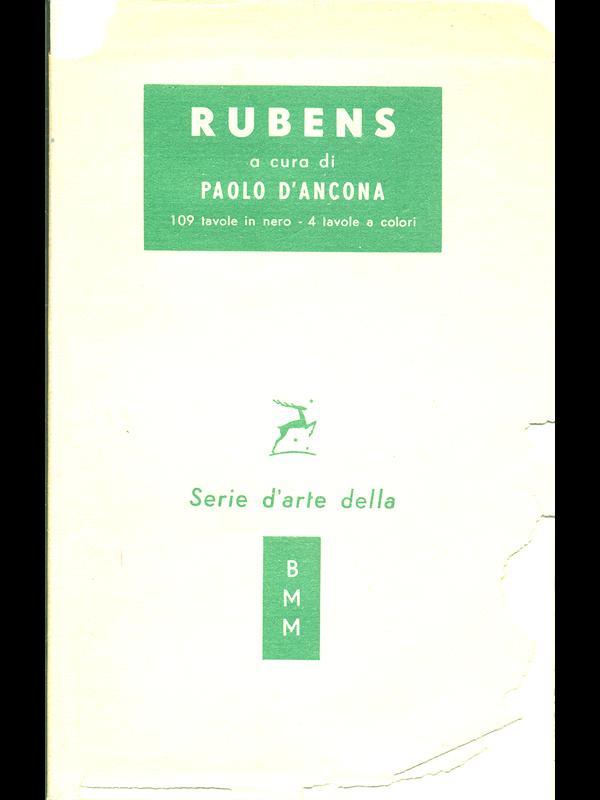 RUBENS
a cura di
PAOLO D'ANCONA
109 tavole in nero - 4 tavole a colori
Serie d'arte della
B
M
M